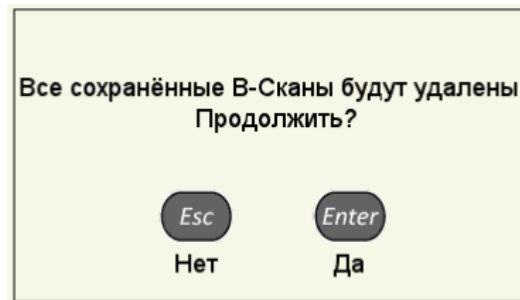 Все сохранённые В-Сканы будут удалены
Продолжить?
Esc Enter
Нет Да